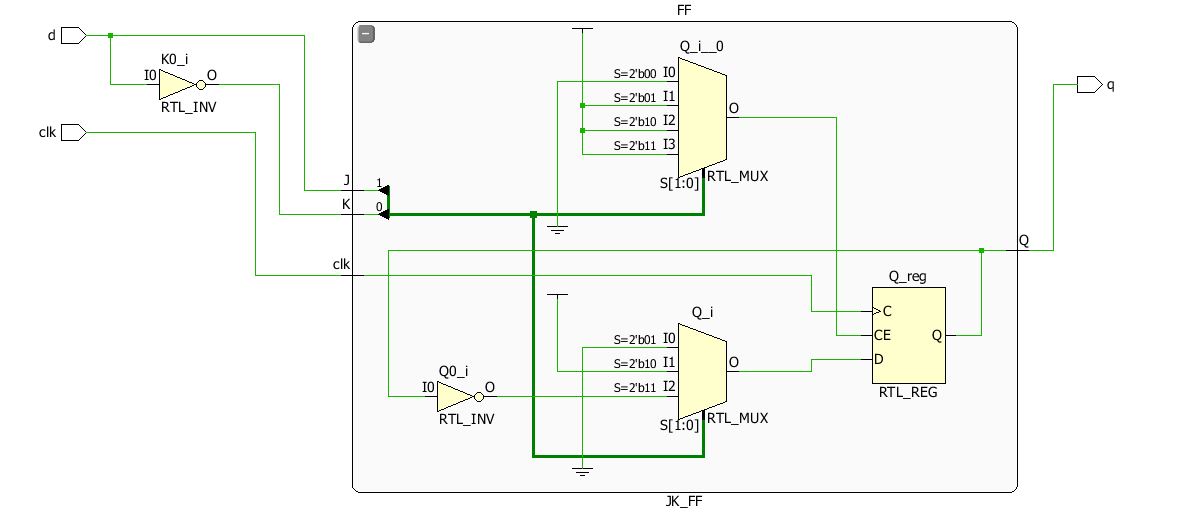 FF
d
K0_i
I0
O
RTL_INV
clk
Q_i__0
S=2'b00 I0
S=2'b01 I1
S=2'b10 I2
S=2'b11 I3
O
S[1:0]
RTL_MUX
J
1
K
0
clk
q
Q
Q_reg
C
CE
Q
D
RTL_REG
Q_i
S=2'b01 I0
S=2'b10 I1
S=2'b11 I2
O
S[1:0]
RTL_MUX
Q0_i
I0
O
RTL_INV
JK_FF